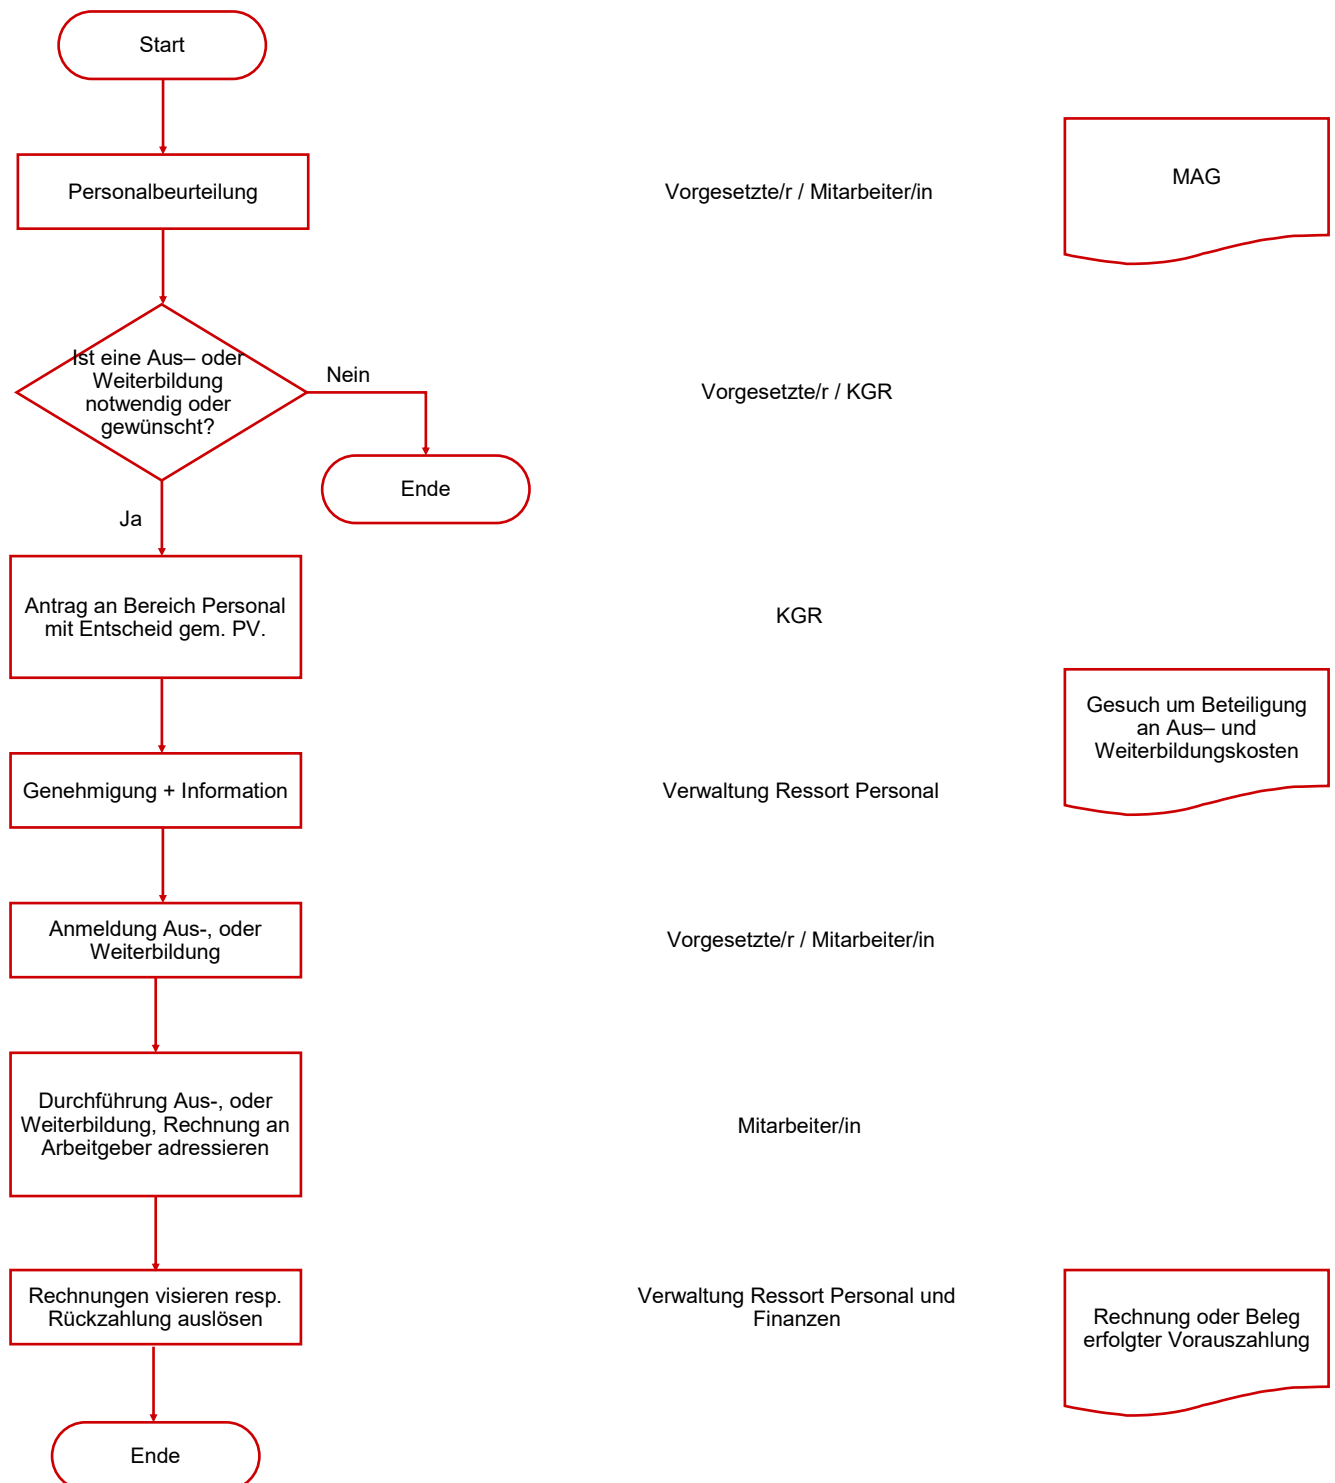 Start
Personalbeurteilung
Vorgesetzte/r / Mitarbeiter/in
MAG
Ist eine Aus– oder
Weiterbildung
notwendig oder
gewünscht?
Nein
Vorgesetzte/r / KGR
Ende
Ja
Antrag an Bereich Personal
mit Entscheid gem. PV.
KGR
Gesuch um Beteiligung
an Aus– und
Weiterbildungskosten
Genehmigung + Information
Verwaltung Ressort Personal
Anmeldung Aus-, oder
Weiterbildung
Vorgesetzte/r / Mitarbeiter/in
Durchführung Aus-, oder
Weiterbildung, Rechnung an
Arbeitgeber adressieren
Mitarbeiter/in
Rechnungen visieren resp.
Rückzahlung auslösen
Verwaltung Ressort Personal und
Finanzen
Rechnung oder Beleg
erfolgter Vorauszahlung
Ende